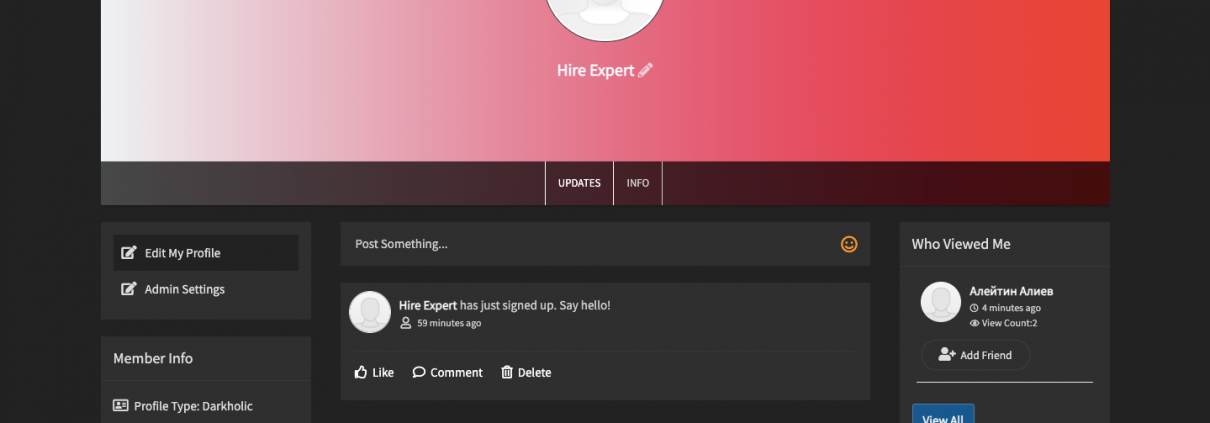 Hire Expert
UPDATES
INFO
Edit My Profile
Admin Settings
Member Info
Profile Type: Darkholic
Post Something...
Hire Expert has just signed up. Say hello!
59 minutes ago
Like
Comment
Delete
Who Viewed Me
Алейтин Алиев
4 minutes ago
View Count:2
Add Friend
View All